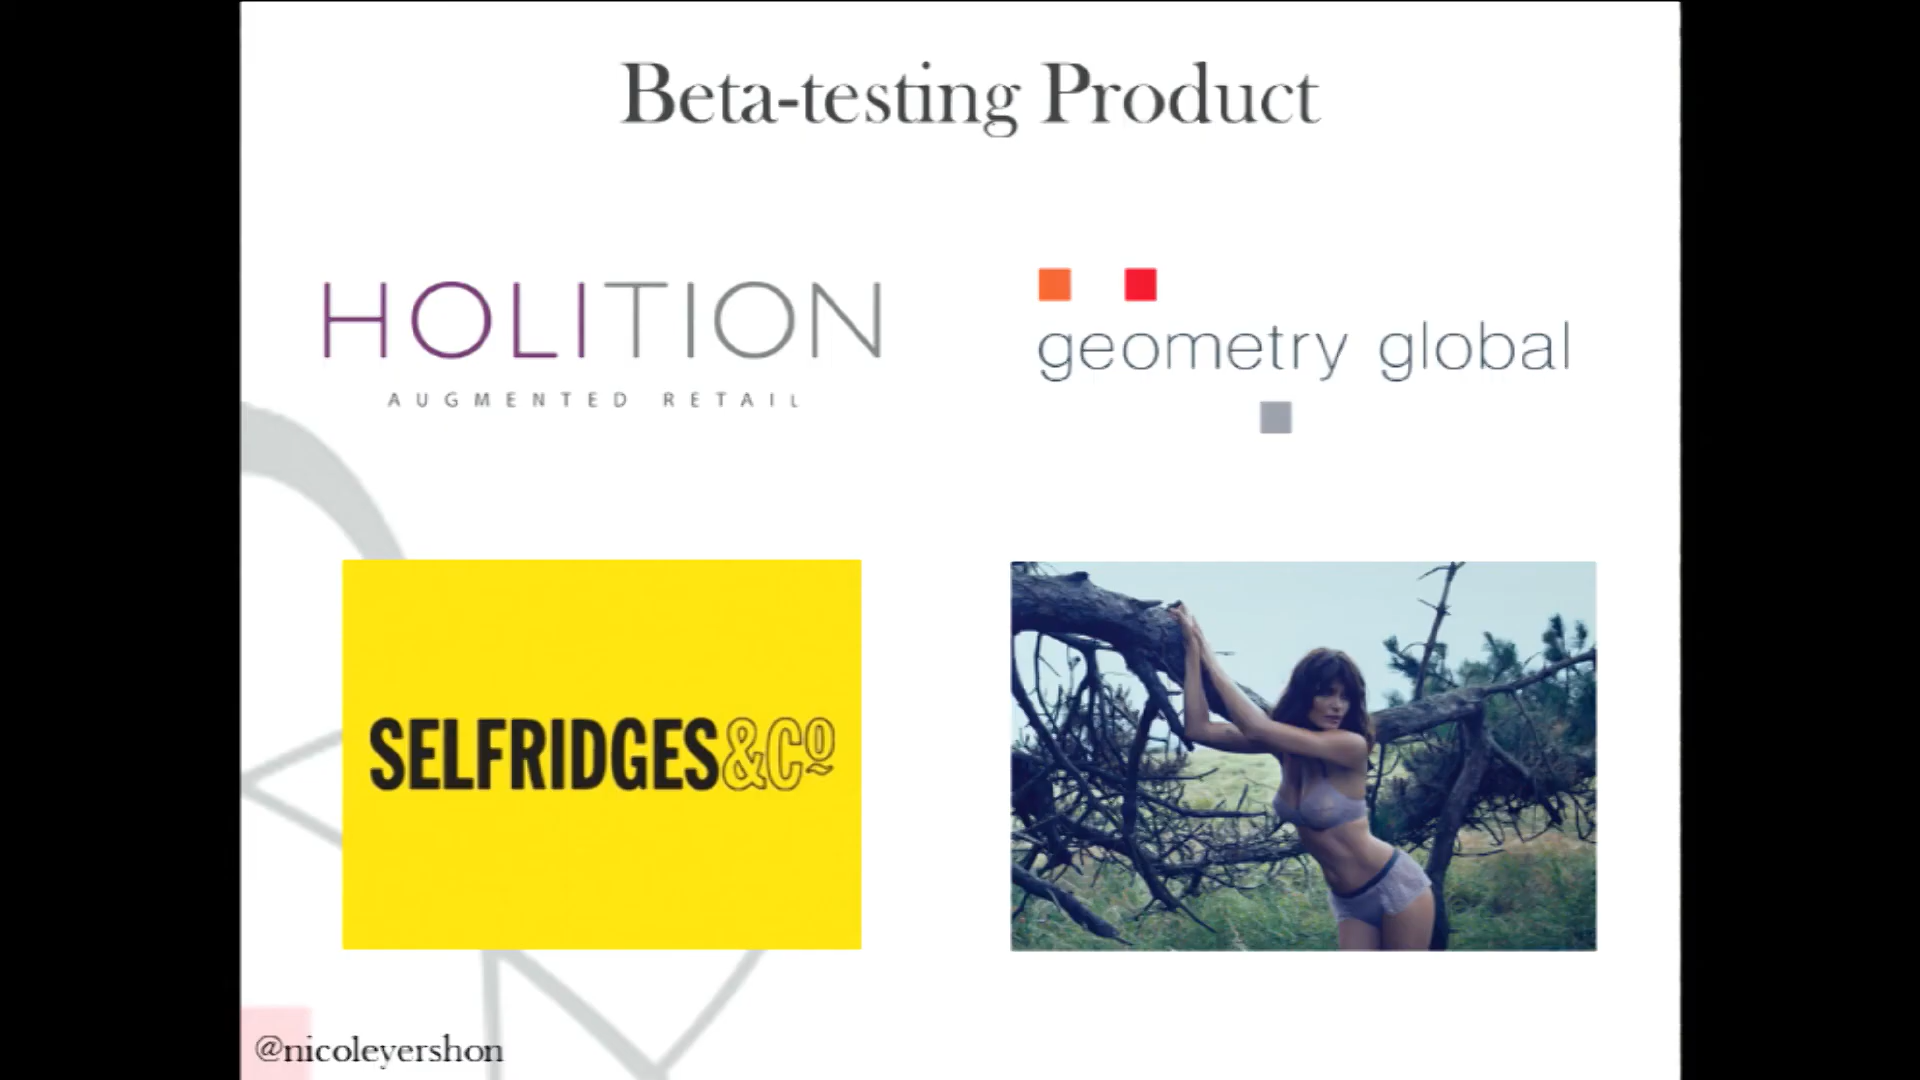 Beta-testing Product
HOLITION
AUGMENTED RETAIL
geometry global
SELFRIDGES&Cº
@nicoleyershon